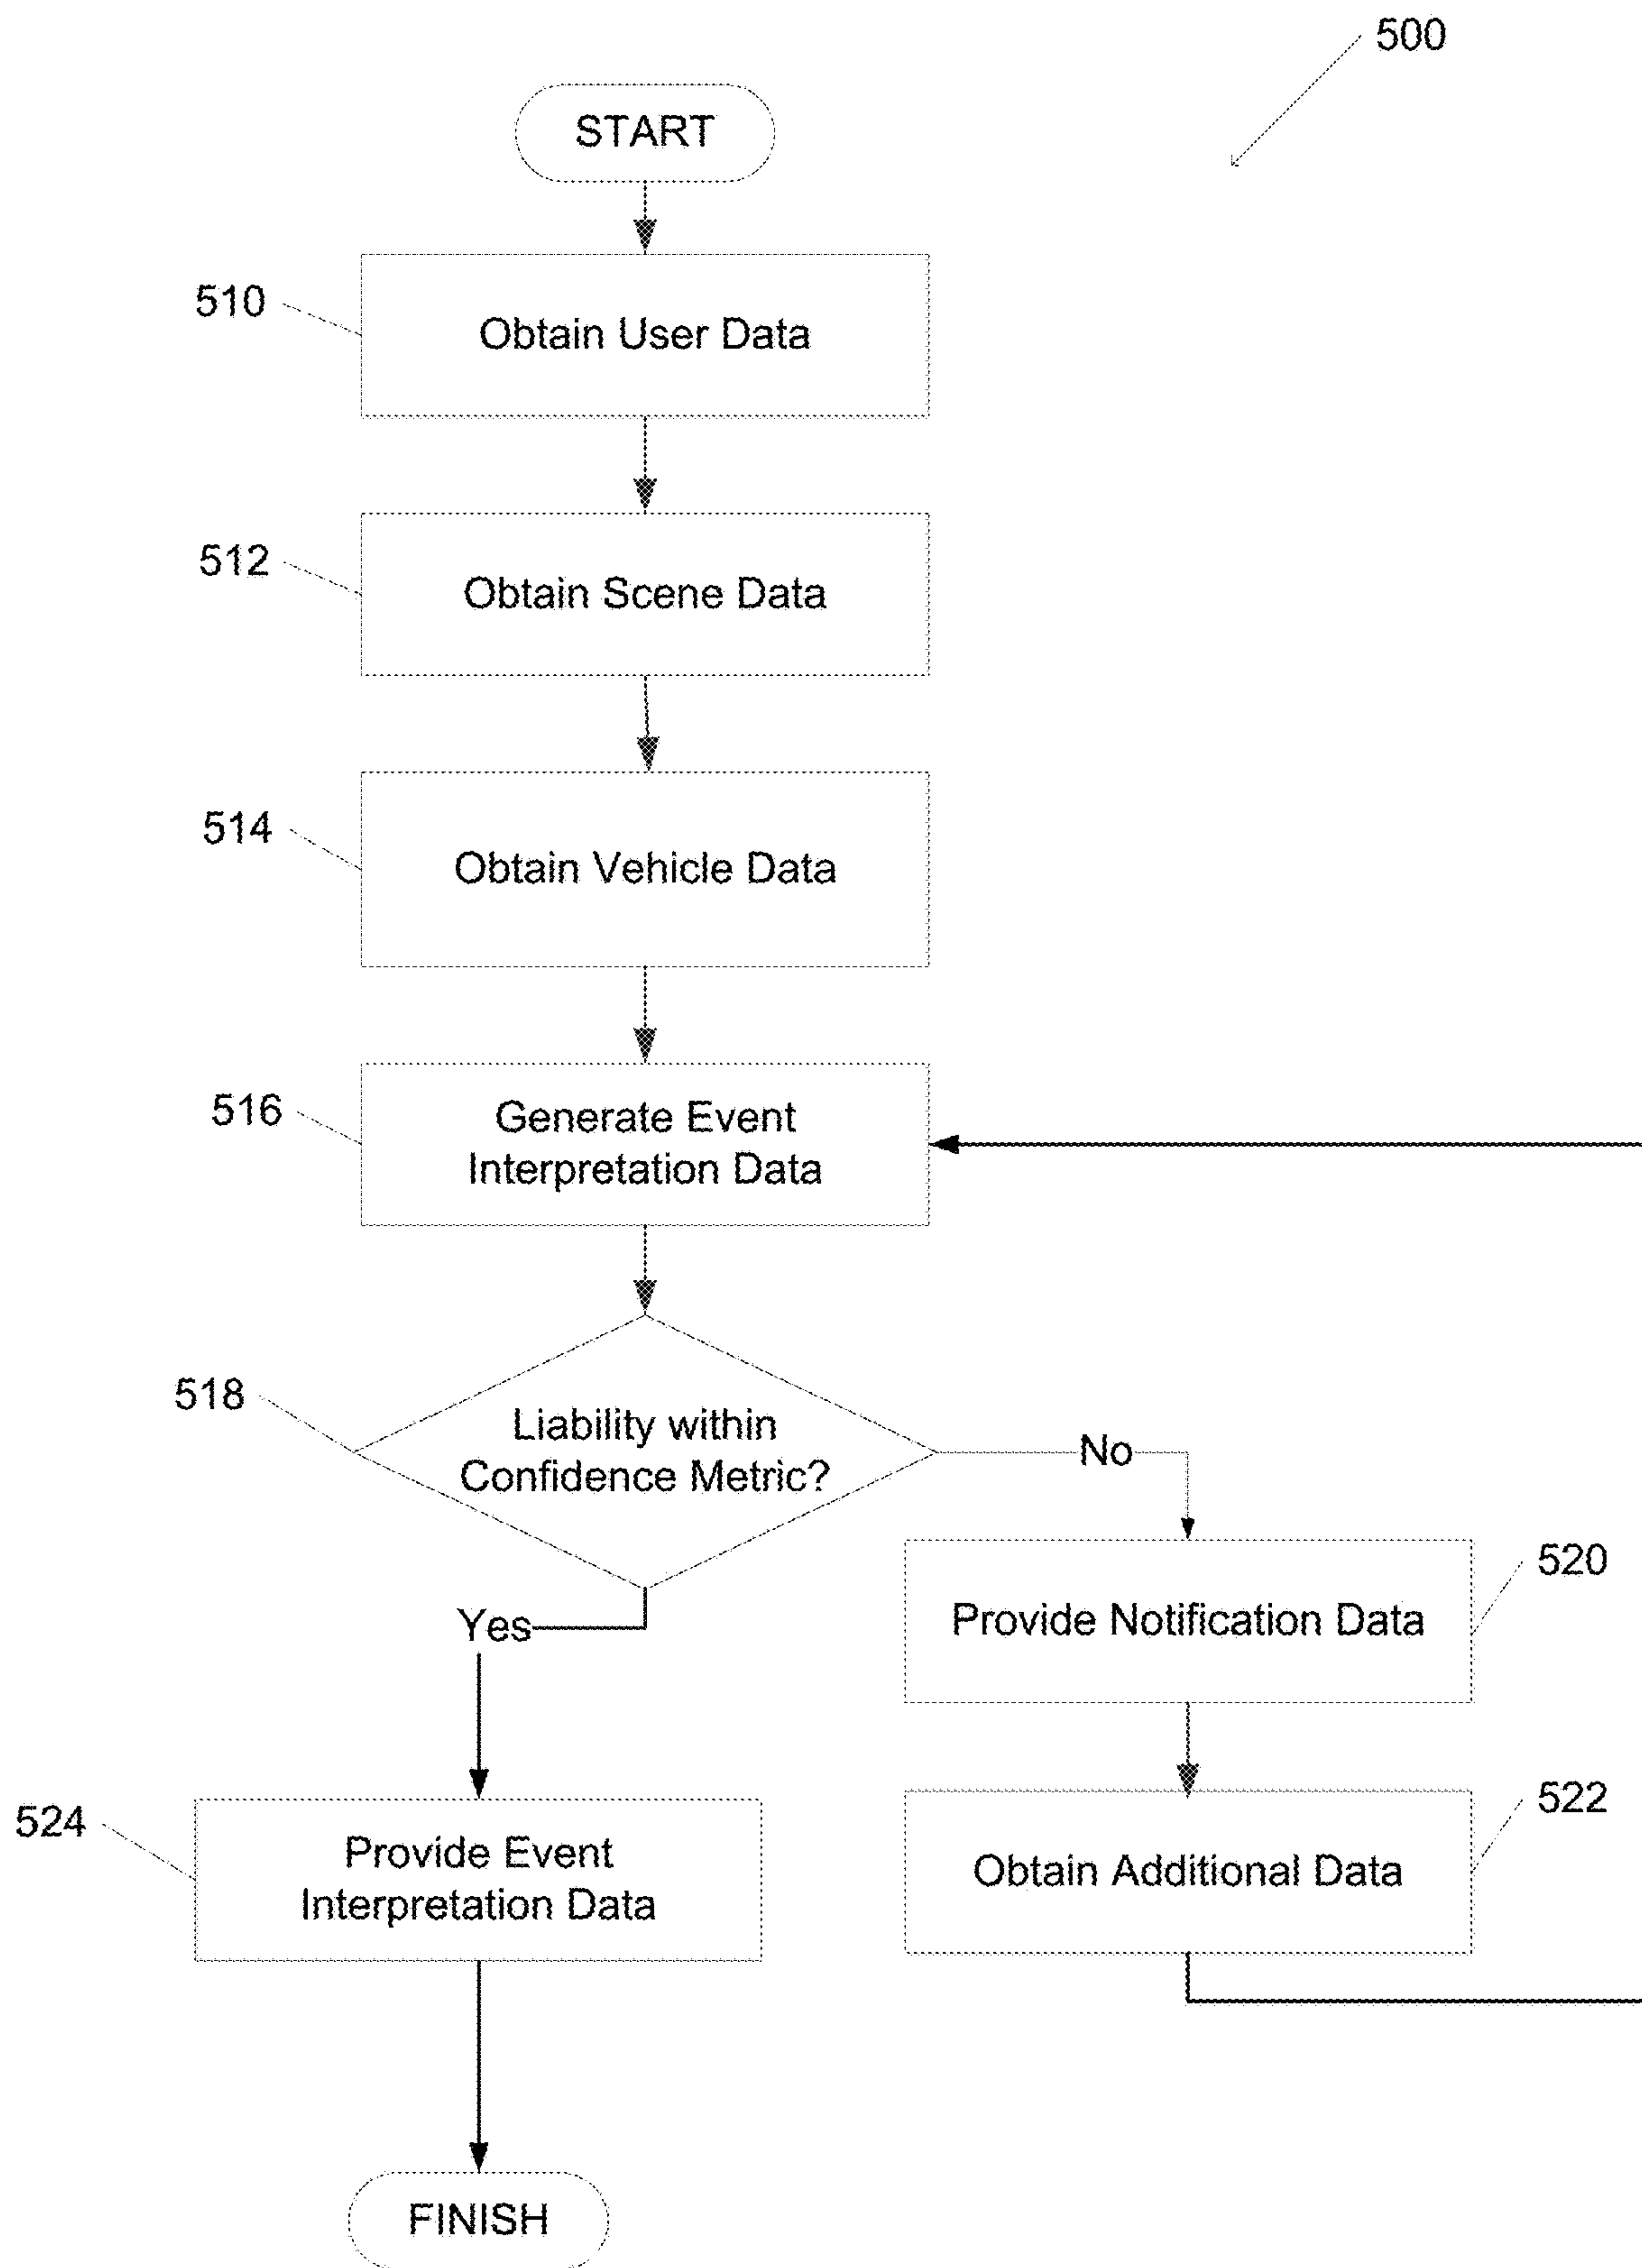 500
START
510
Obtain User Data
512
Obtain Scene Data
514
Obtain Vehicle Data
516
Generate Event
Interpretation Data
518
Liability within
Confidence Metric?
No
Yes
520
Provide Notification Data
522
Obtain Additional Data
524
Provide Event
Interpretation Data
FINISH